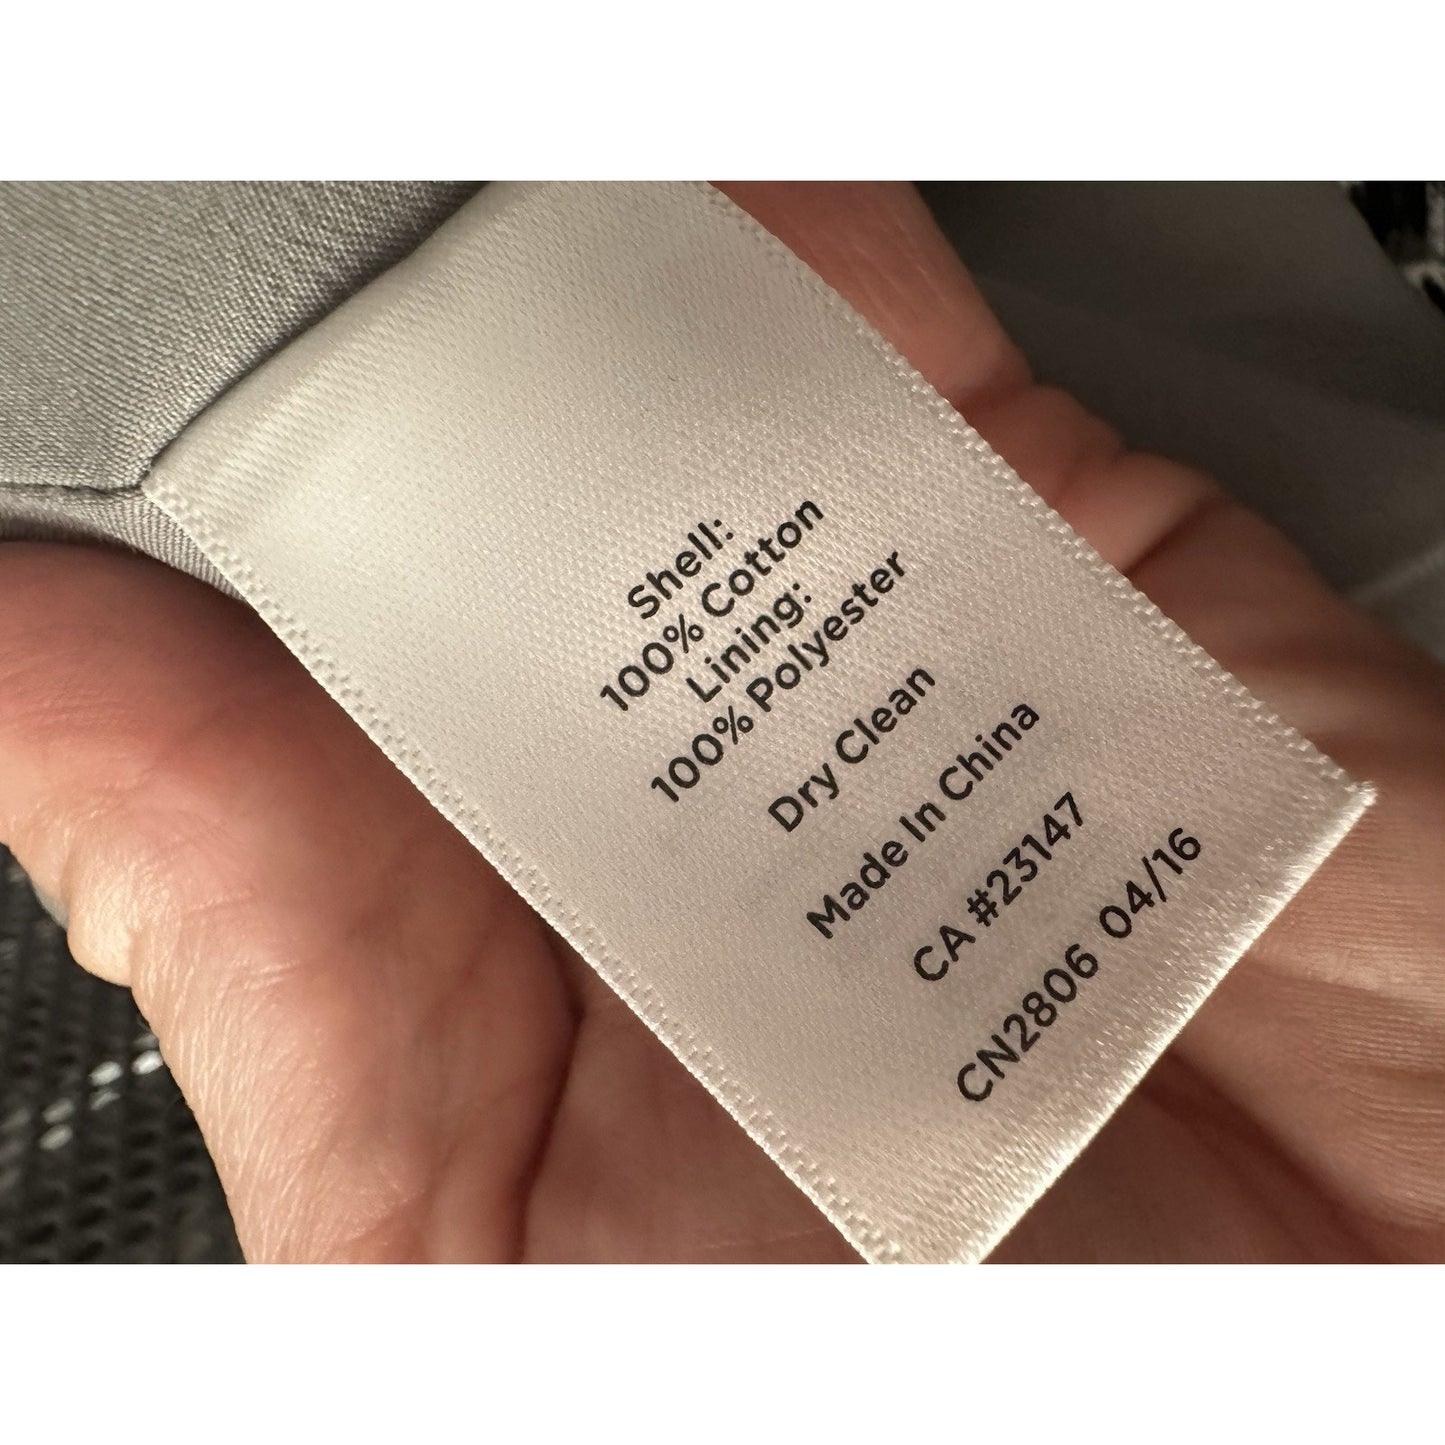 Shell:
100% Cotton
Lining:
100% Polyester
Dry Clean
Made In China
CA #23147
CN2806 04/16